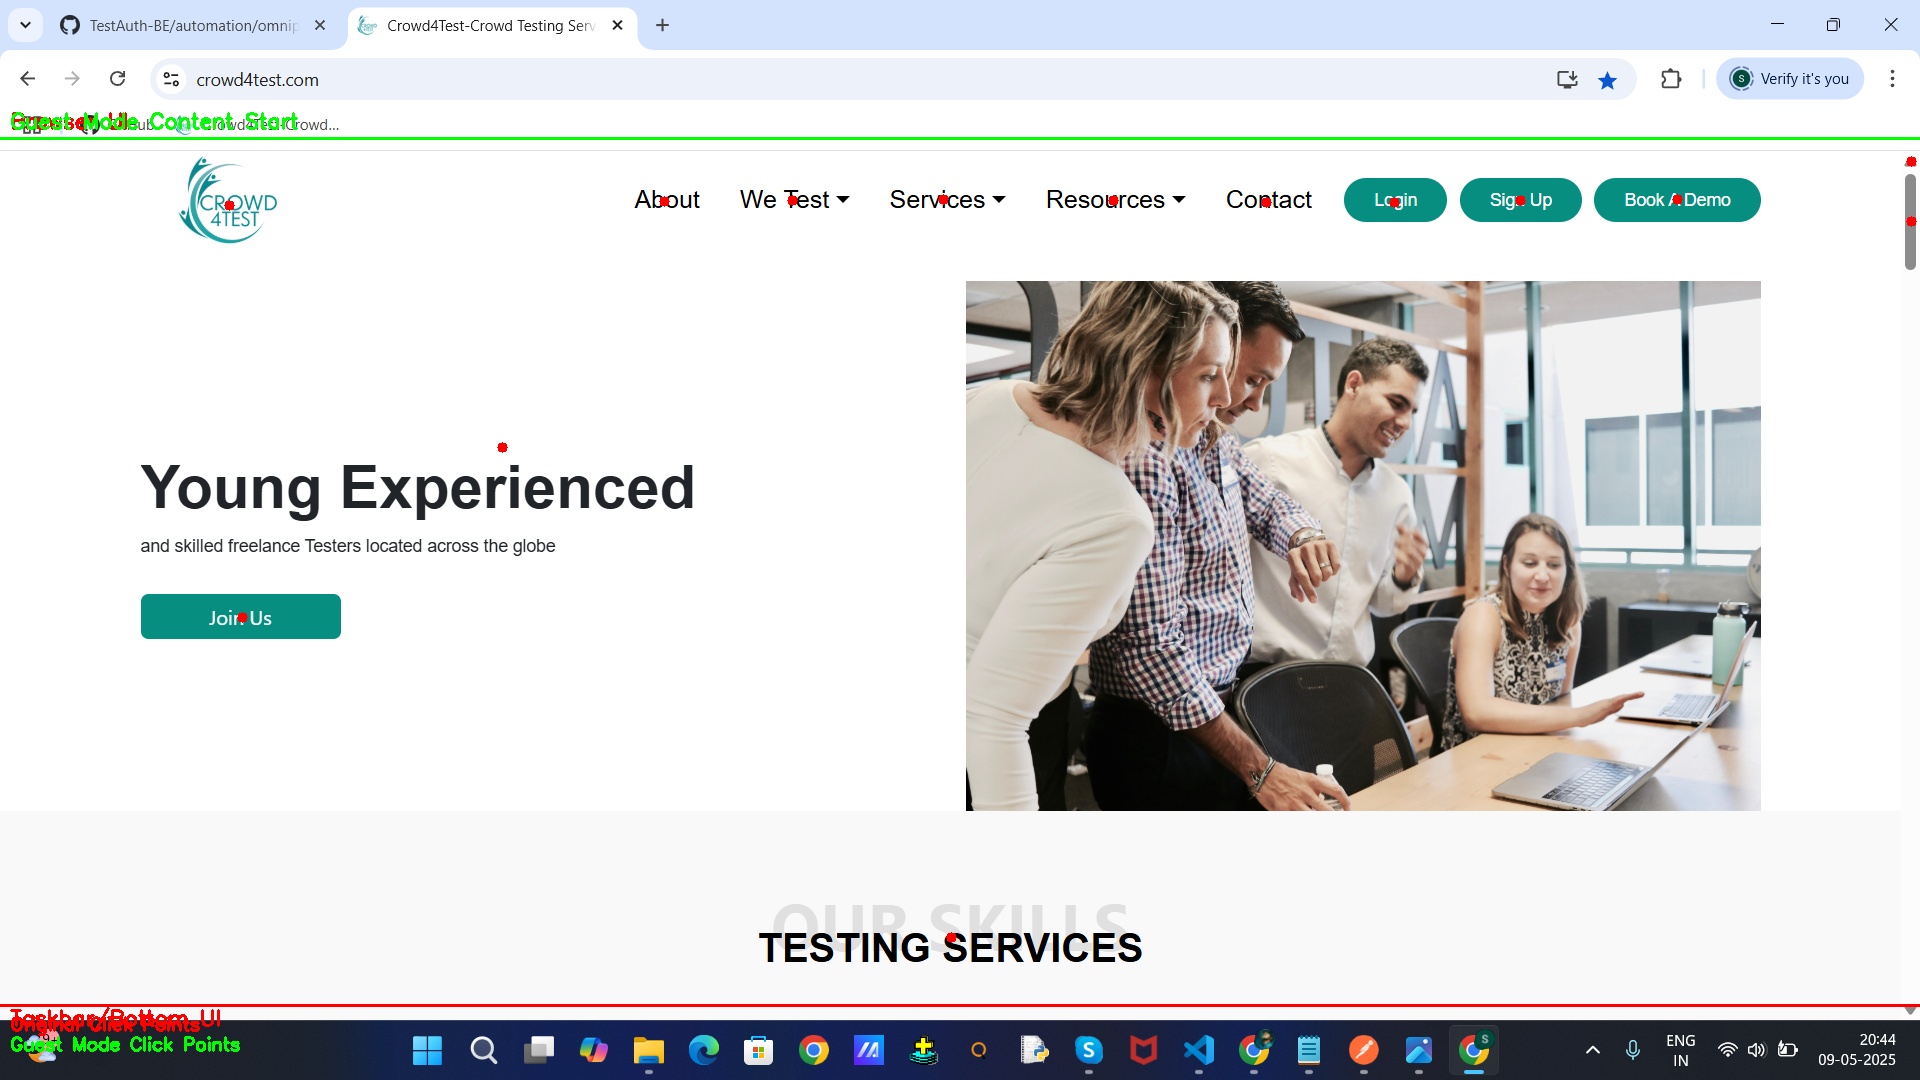 TestAuth-BE/automation/omnip
Crowd4Test-Crowd Testing Serv
crowd4test.com
Verify it's you
Guest Mode Content Start
Crowd4Test-Crowd...
CROWD
4TEST
About
We Test
Services
Resources
Contact
Login
Sign Up
Book A Demo
Young Experienced
and skilled freelance Testers located across the globe
Join Us
OUR SKILLS
TESTING SERVICES
Taskbar/Bottom UI
Original Click Points
Guest Mode Click Points
ENG
IN
20:44
09-05-2025